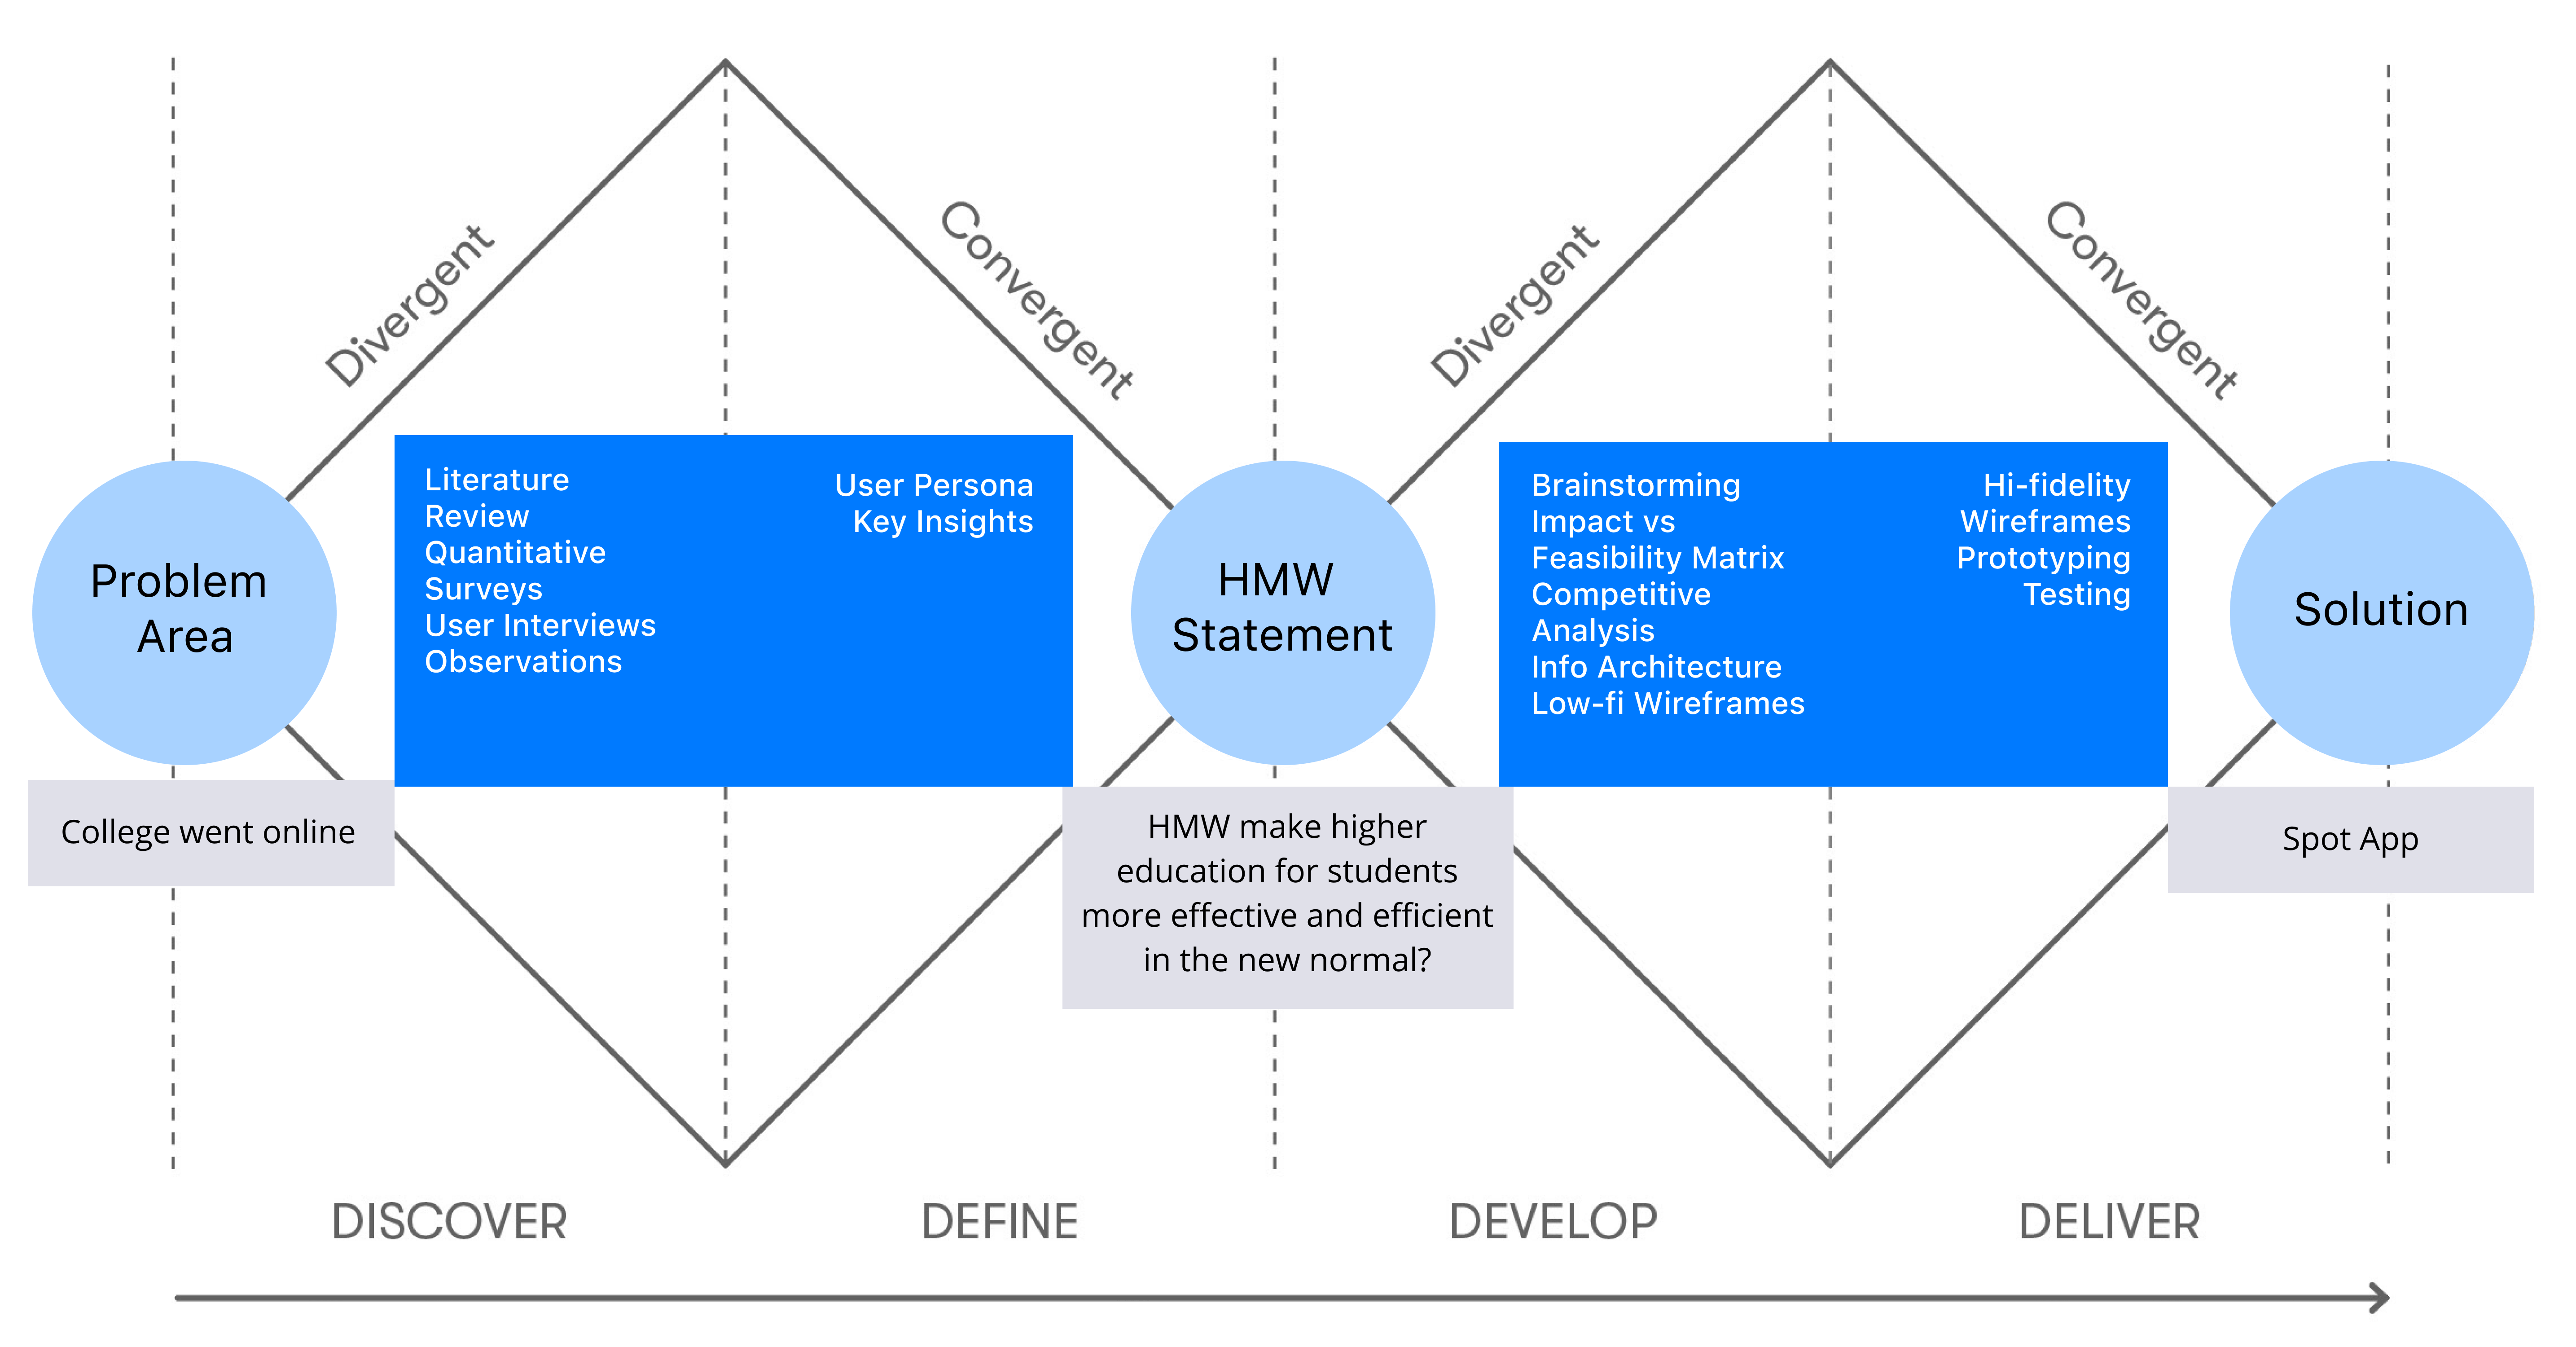 Divergent
Convergent
Divergent
Convergent
Problem
Area
Literature
Review
Quantitative
Surveys
User Interviews
Observations
User Persona
Key Insights
HMW
Statement
Brainstorming
Impact vs
Feasibility Matrix
Competitive
Analysis
Info Architecture
Low-fi Wireframes
Hi-fidelity
Wireframes
Prototyping
Testing
Solution
College went online
HMW make higher
education for students
more effective and efficient
in the new normal?
Spot App
DISCOVER
DEFINE
DEVELOP
DELIVER